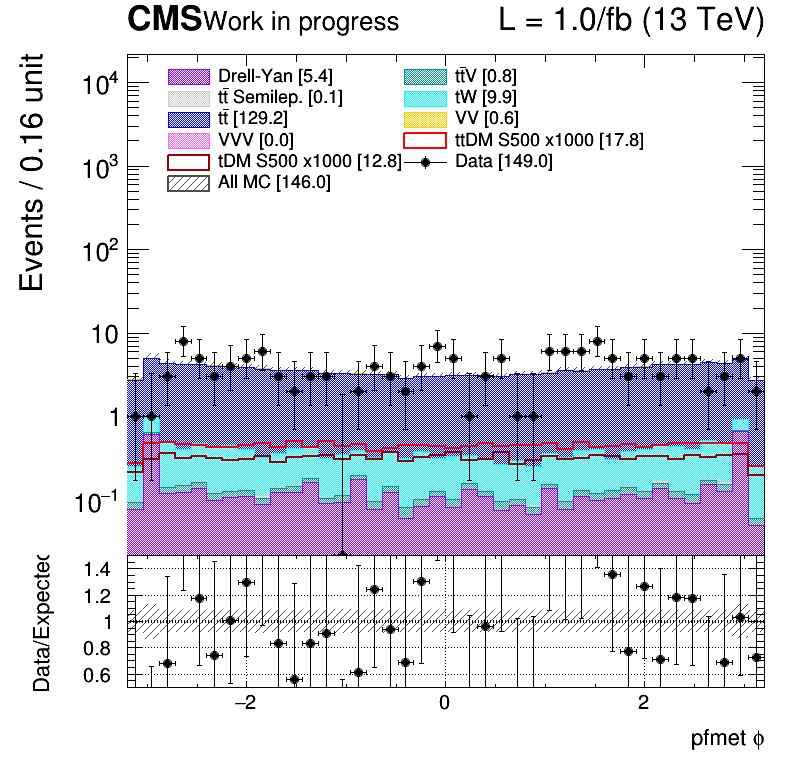 CMS Work in progress L = 1.0/fb (13 TeV)
Drell-Yan [5.4] tt̄V [0.8]
tt̄ Semilep. [0.1] tW [9.9]
tt̄ [129.2] VV [0.6]
VVV [0.0] ttDM S500 x1000 [17.8]
tDM S500 x1000 [12.8] Data [149.0]
All MC [146.0]
Events / 0.16 unit
10⁴
10³
10²
10
1
10⁻¹
Data/Expected
1.4
1.2
1
0.8
0.6
−2 0 2
pfmet ϕ